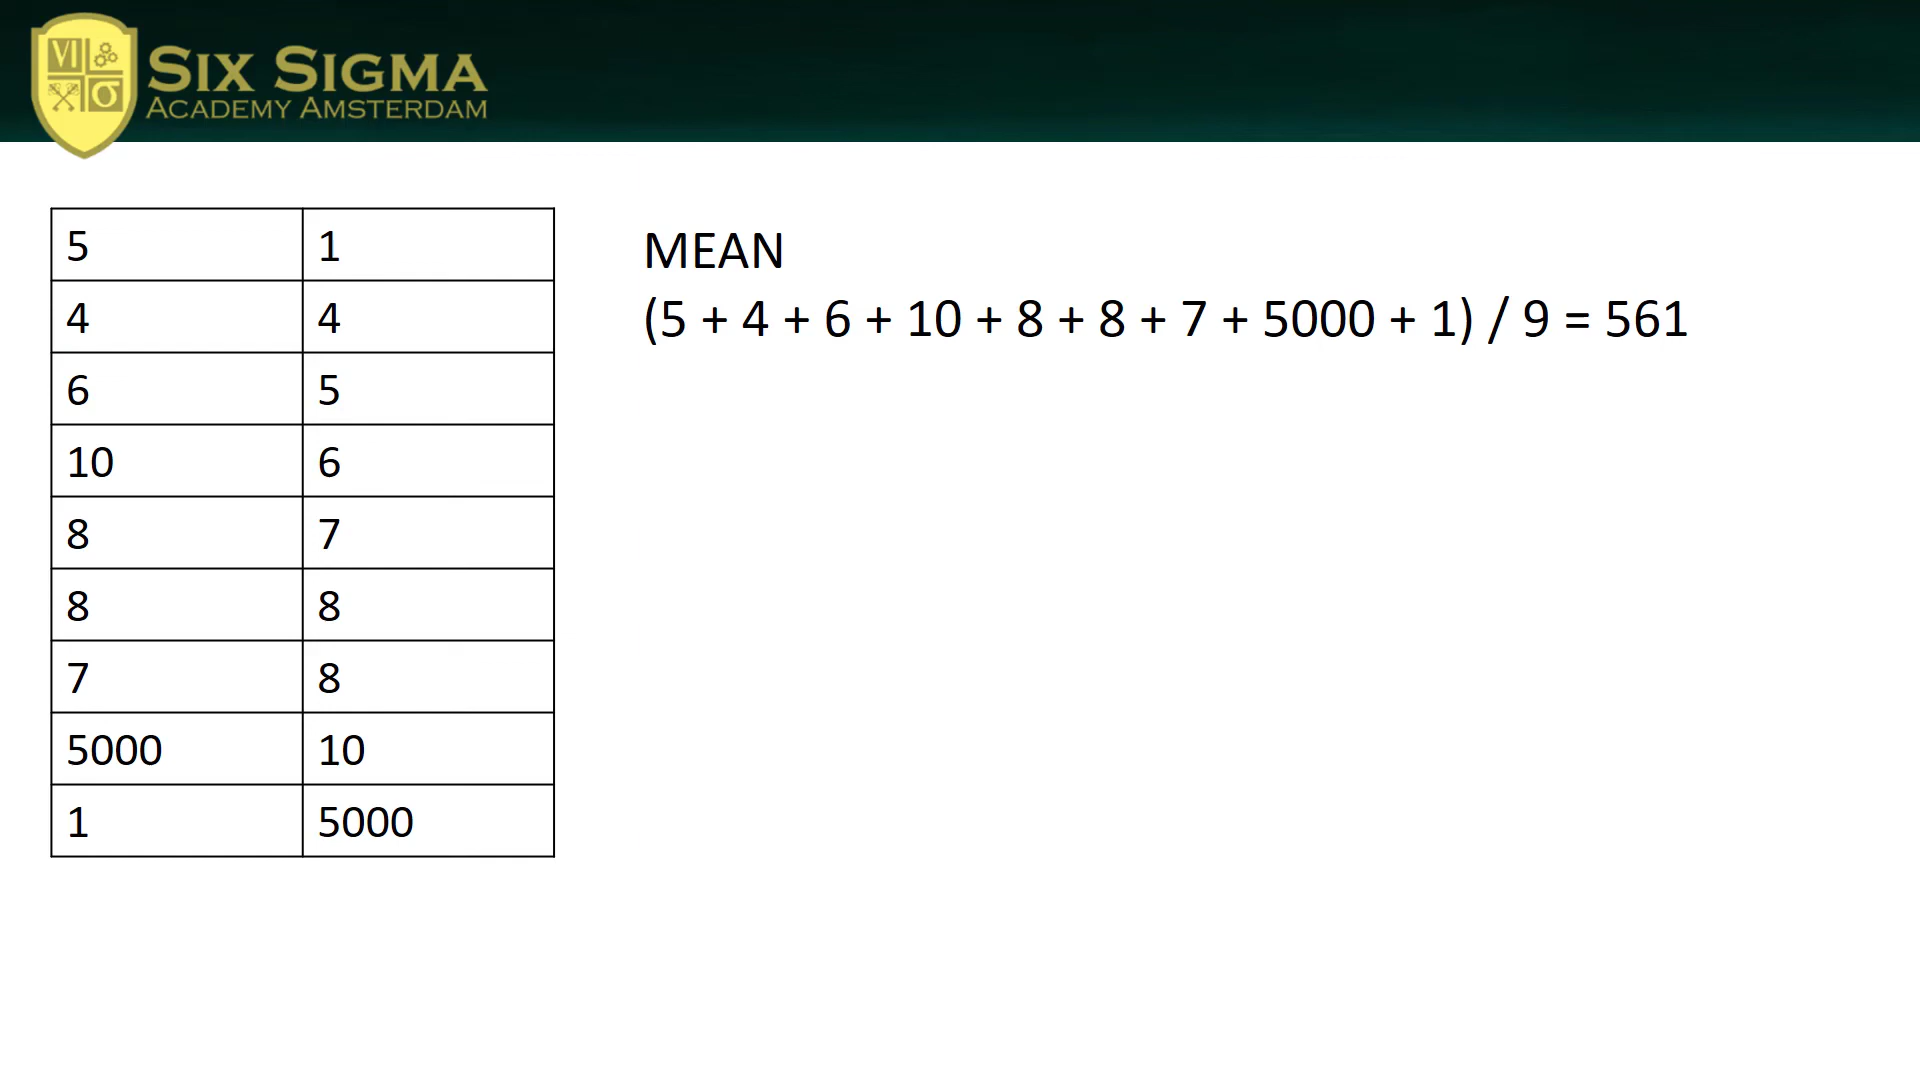 VI
σ
SIX SIGMA
ACADEMY AMSTERDAM
5 1
4 4
6 5
10 6
8 7
8 8
7 8
5000 10
1 5000
MEAN
(5 + 4 + 6 + 10 + 8 + 8 + 7 + 5000 + 1) / 9 = 561